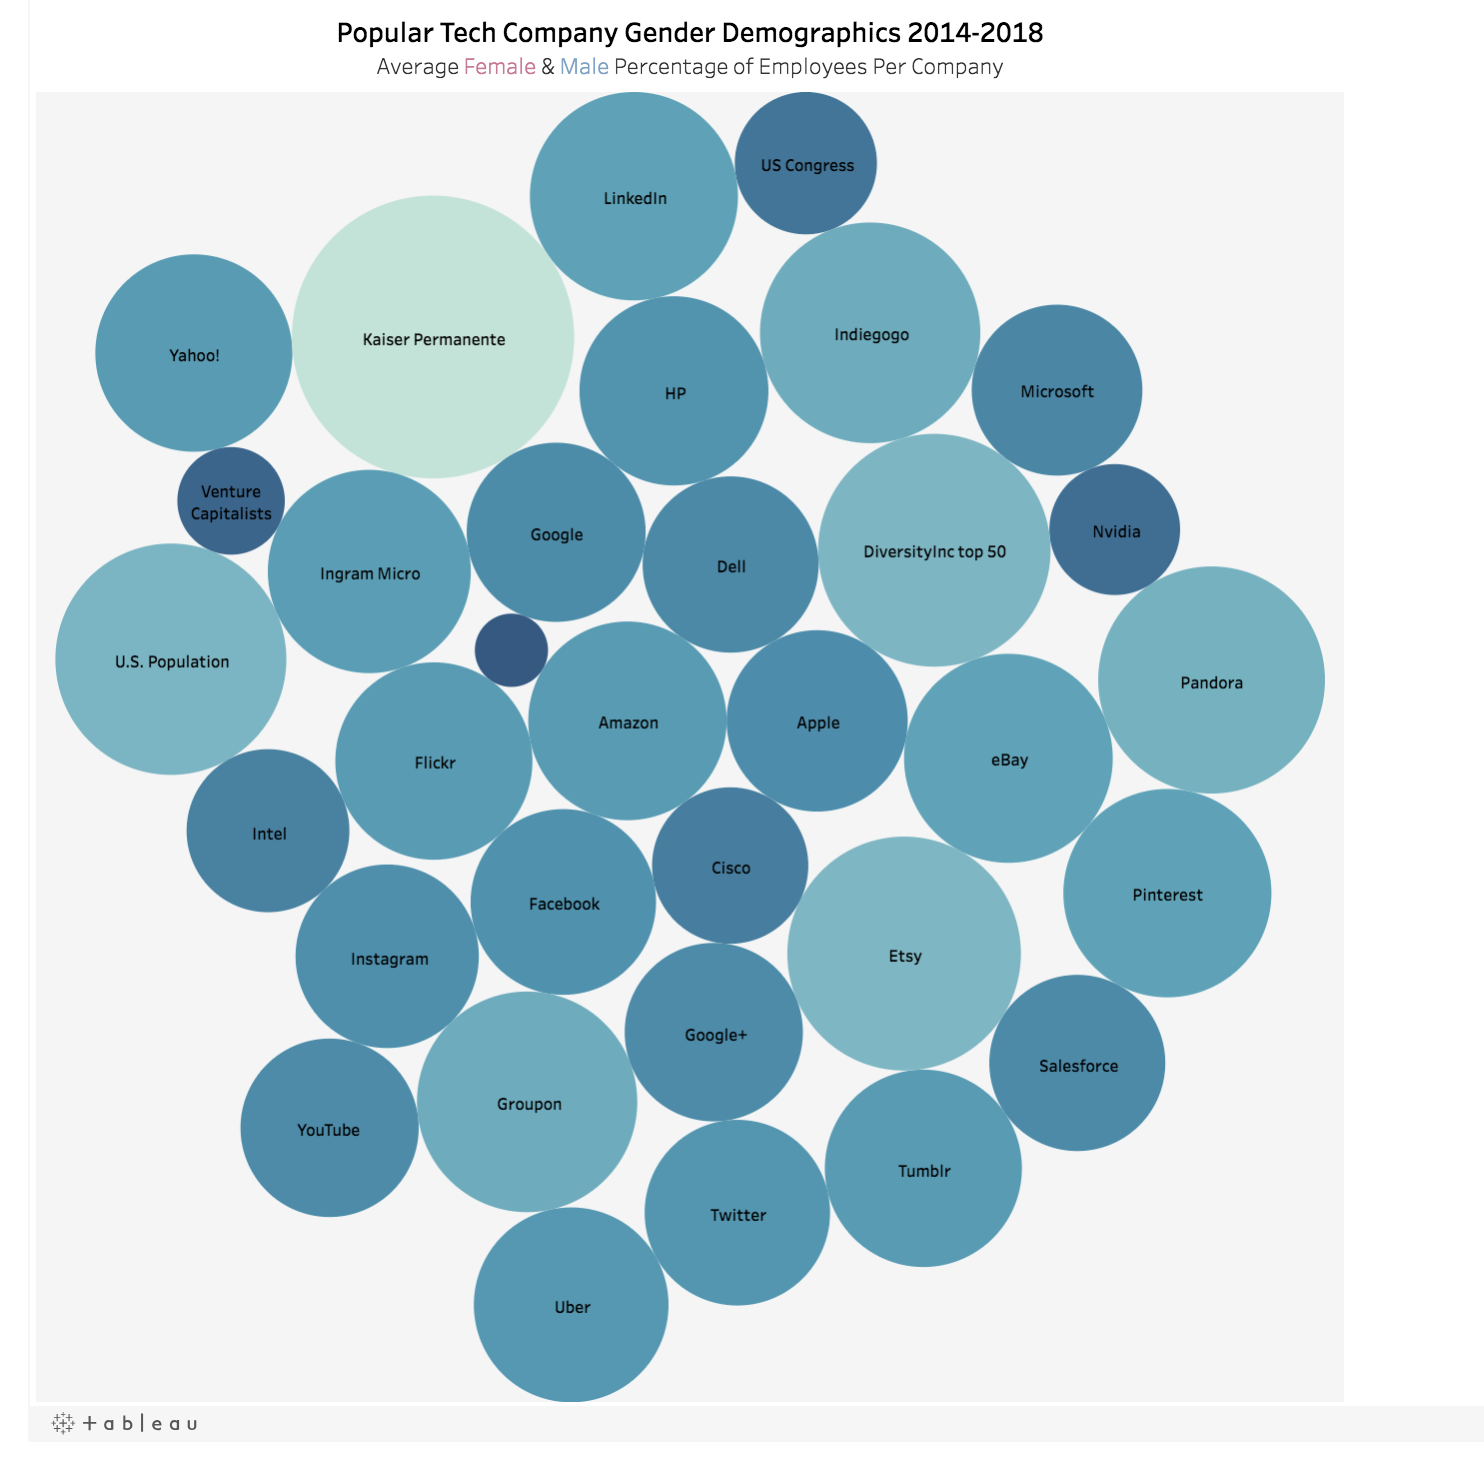 Popular Tech Company Gender Demographics 2014-2018
Average Female & Male Percentage of Employees Per Company
LinkedIn
US Congress
Kaiser Permanente
Indiegogo
Yahoo!
HP
Microsoft
Venture
Capitalists
Google
Nvidia
DiversityInc top 50
Dell
Ingram Micro
U.S. Population
Pandora
Amazon
Apple
eBay
Flickr
Intel
Cisco
Pinterest
Facebook
Etsy
Instagram
Google+
Salesforce
Groupon
YouTube
Tumblr
Twitter
Uber
+ableau